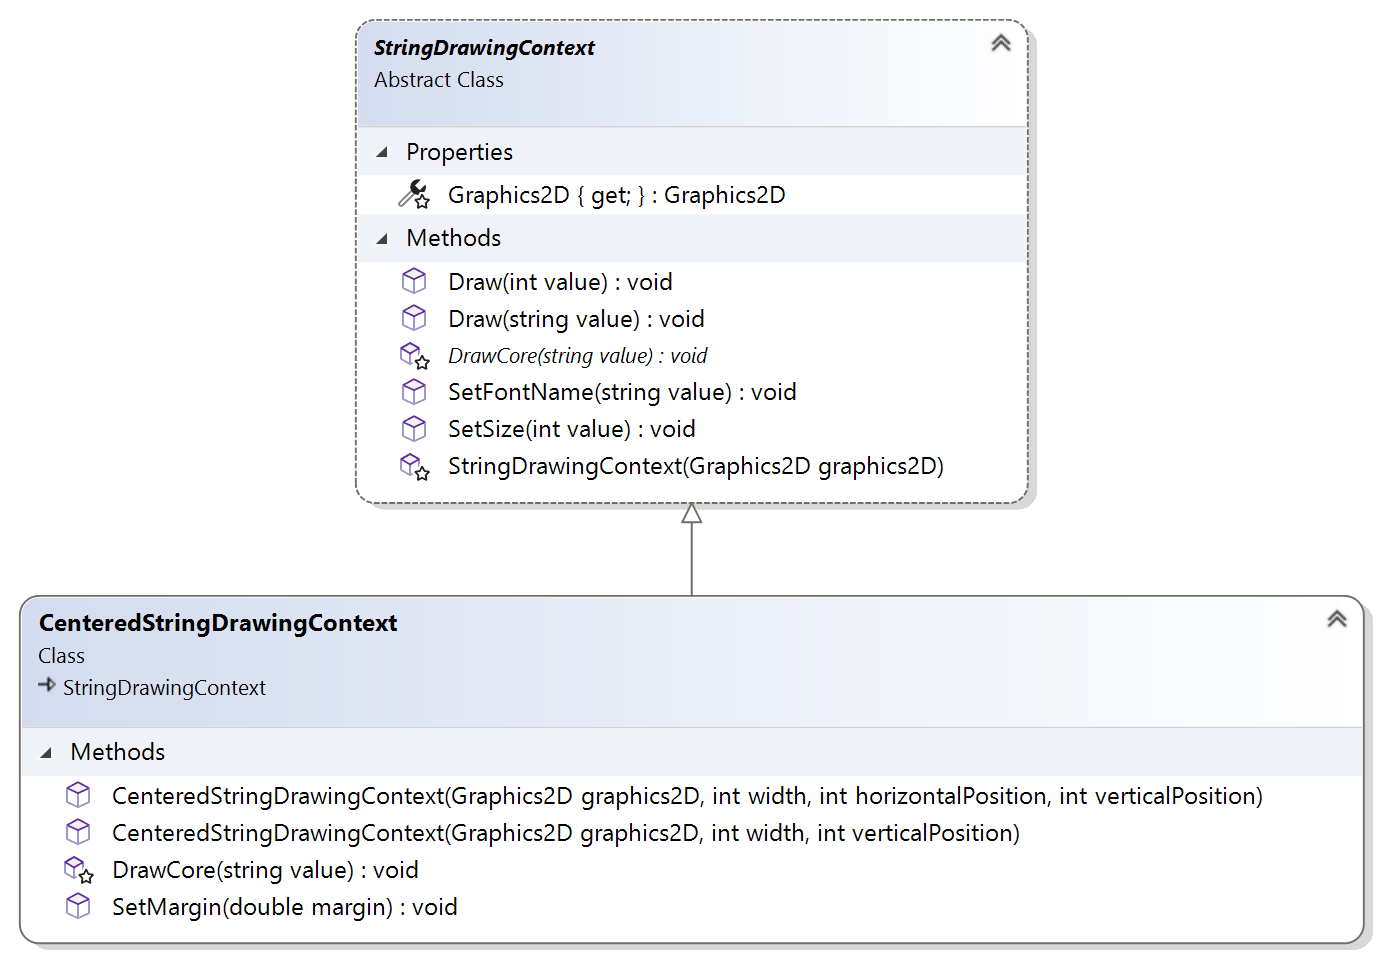 StringDrawingContext
Abstract Class
Properties
Graphics2D { get; } : Graphics2D
Methods
Draw(int value) : void
Draw(string value) : void
DrawCore(string value) : void
SetFontName(string value) : void
SetSize(int value) : void
StringDrawingContext(Graphics2D graphics2D)
CenteredStringDrawingContext
Class
StringDrawingContext
Methods
CenteredStringDrawingContext(Graphics2D graphics2D, int width, int horizontalPosition, int verticalPosition)
CenteredStringDrawingContext(Graphics2D graphics2D, int width, int verticalPosition)
DrawCore(string value) : void
SetMargin(double margin) : void